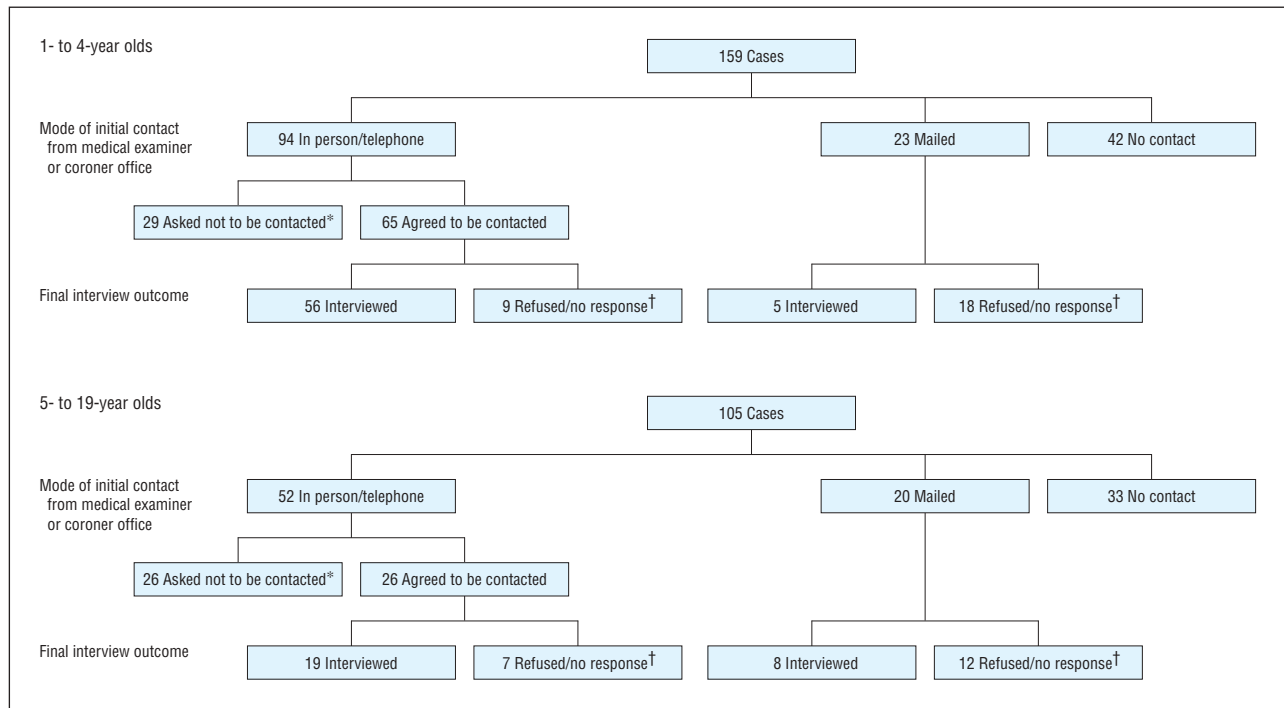 1- to 4-year olds
159 Cases
Mode of initial contact
from medical examiner
or coroner office
94 In person/telephone
23 Mailed
42 No contact
29 Asked not to be contacted*
65 Agreed to be contacted
Final interview outcome
56 Interviewed
9 Refused/no response†
5 Interviewed
18 Refused/no response†
5- to 19-year olds
105 Cases
Mode of initial contact
from medical examiner
or coroner office
52 In person/telephone
20 Mailed
33 No contact
26 Asked not to be contacted*
26 Agreed to be contacted
Final interview outcome
19 Interviewed
7 Refused/no response†
8 Interviewed
12 Refused/no response†